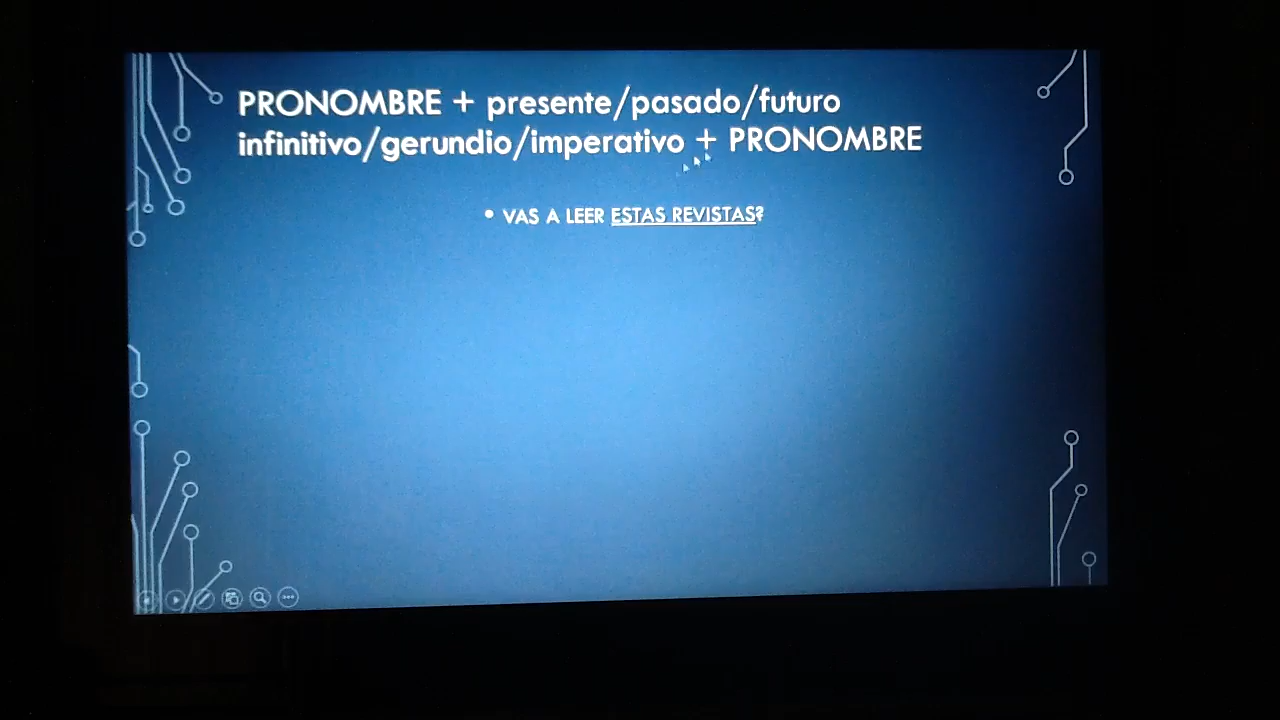 PRONOMBRE + presente/pasado/futuro
infinitivo/gerundio/imperativo + PRONOMBRE
• VAS A LEER ESTAS REVISTAS?